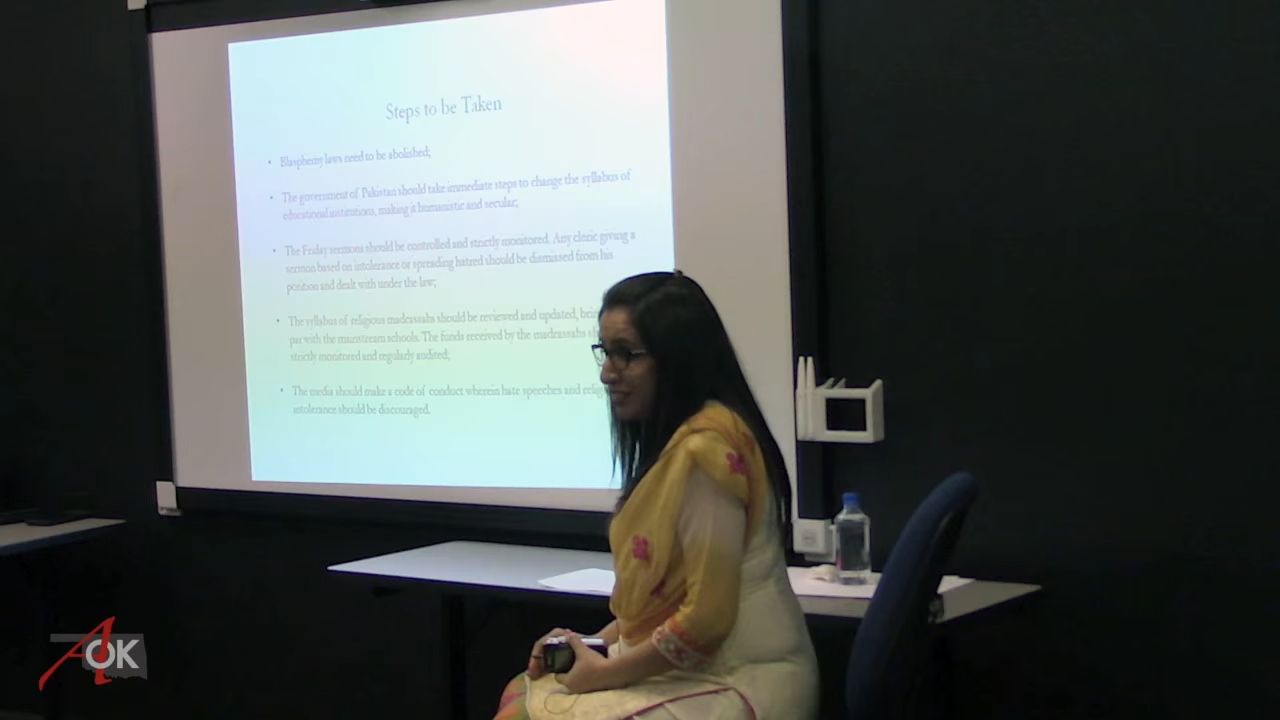 Steps to be Taken
• Blasphemy laws need to be abolished;
• The government of Pakistan should take immediate steps to change the syllabus of
educational institutions, making it humanistic and secular;
• The Friday sermons should be controlled and strictly monitored. Any cleric giving a
sermon based on intolerance or spreading hatred should be dismissed from his
position and dealt with under the law;
• The syllabus of religious madrassahs should be reviewed and updated,
par with the mainstream schools. The funds received by the madrassahs
strictly monitored and regularly audited;
• The media should make a code of conduct wherein hate speeches and
intolerance should be discouraged.
A OK